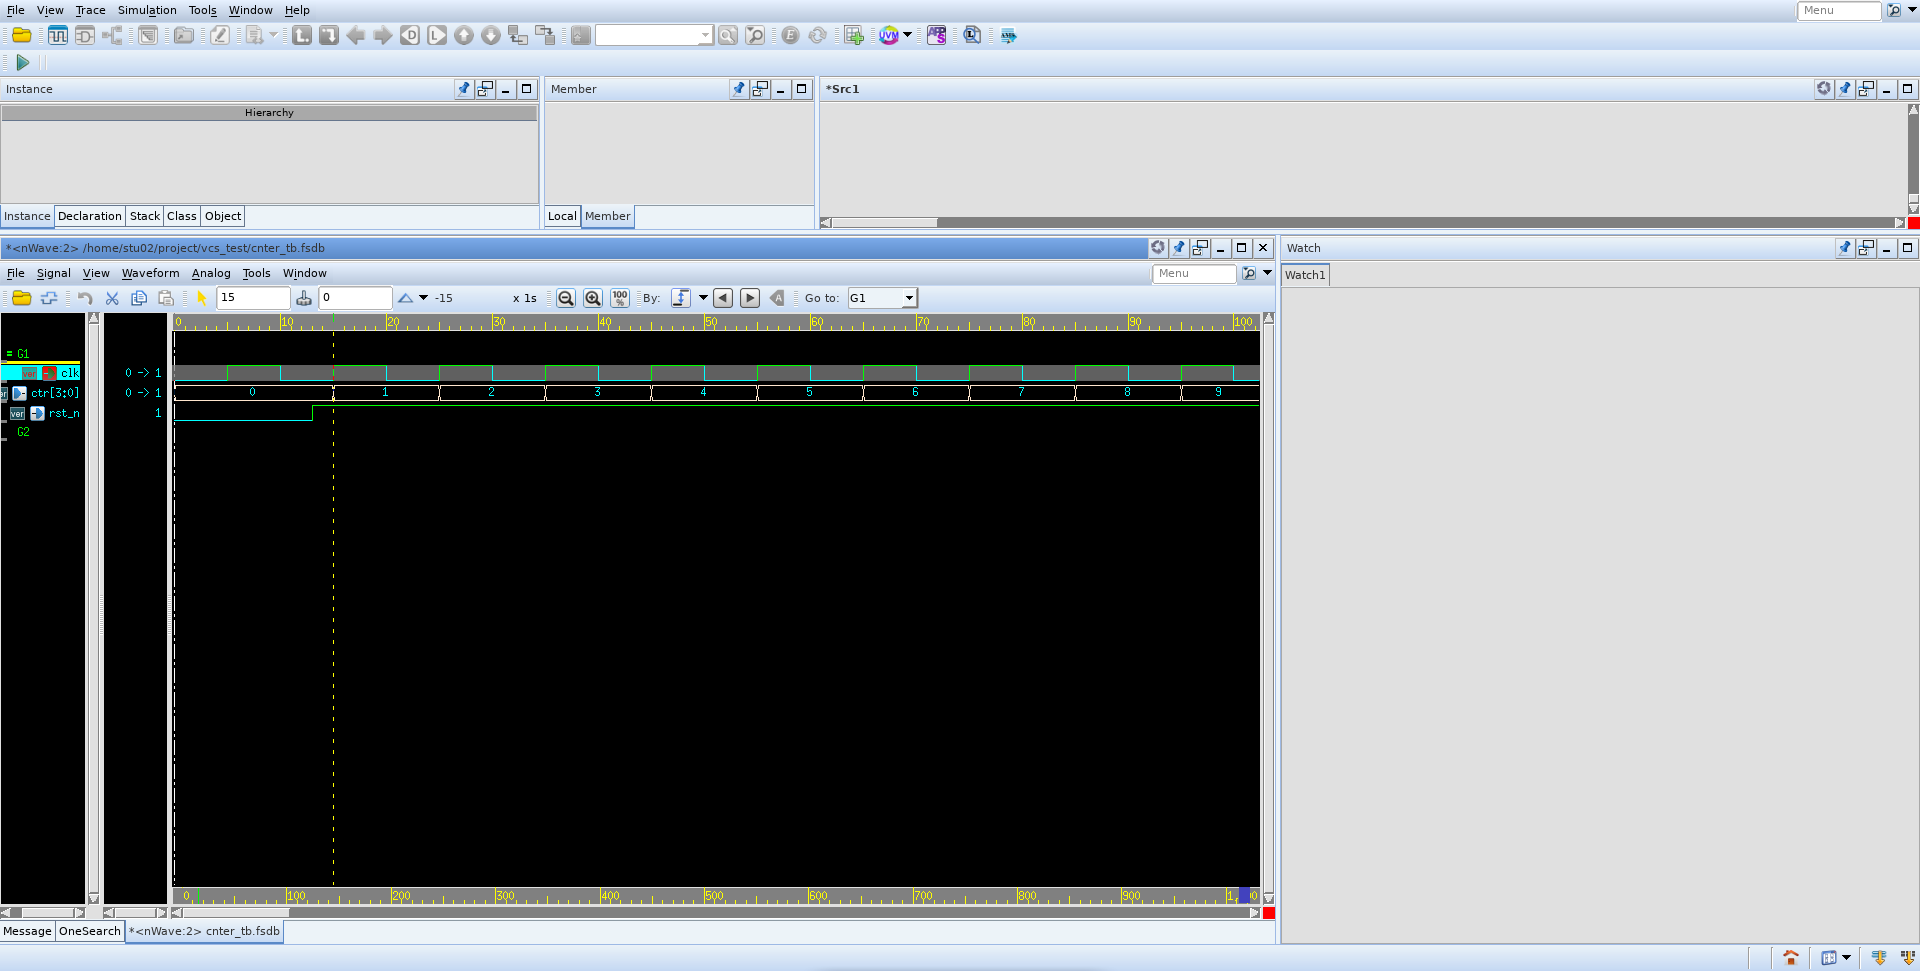 File View Trace Simulation Tools Window Help Menu
Instance Member *Src1
Hierarchy
Instance Declaration Stack Class Object Local Member
*<nWave:2> /home/stu02/project/vcs_test/cnter_tb.fsdb Watch
File Signal View Waveform Analog Tools Window Menu Watch1
15 0 -15 x 1s 100% By: Go to: G1
0 10 20 30 40 50 60 70 80 90 100
= G1
ver clk 0 -> 1
ctr[3:0] 0 -> 1 0 1 2 3 4 5 6 7 8 9
ver rst_n 1
G2
0 100 200 300 400 500 600 700 800 900
Message OneSearch *<nWave:2> cnter_tb.fsdb